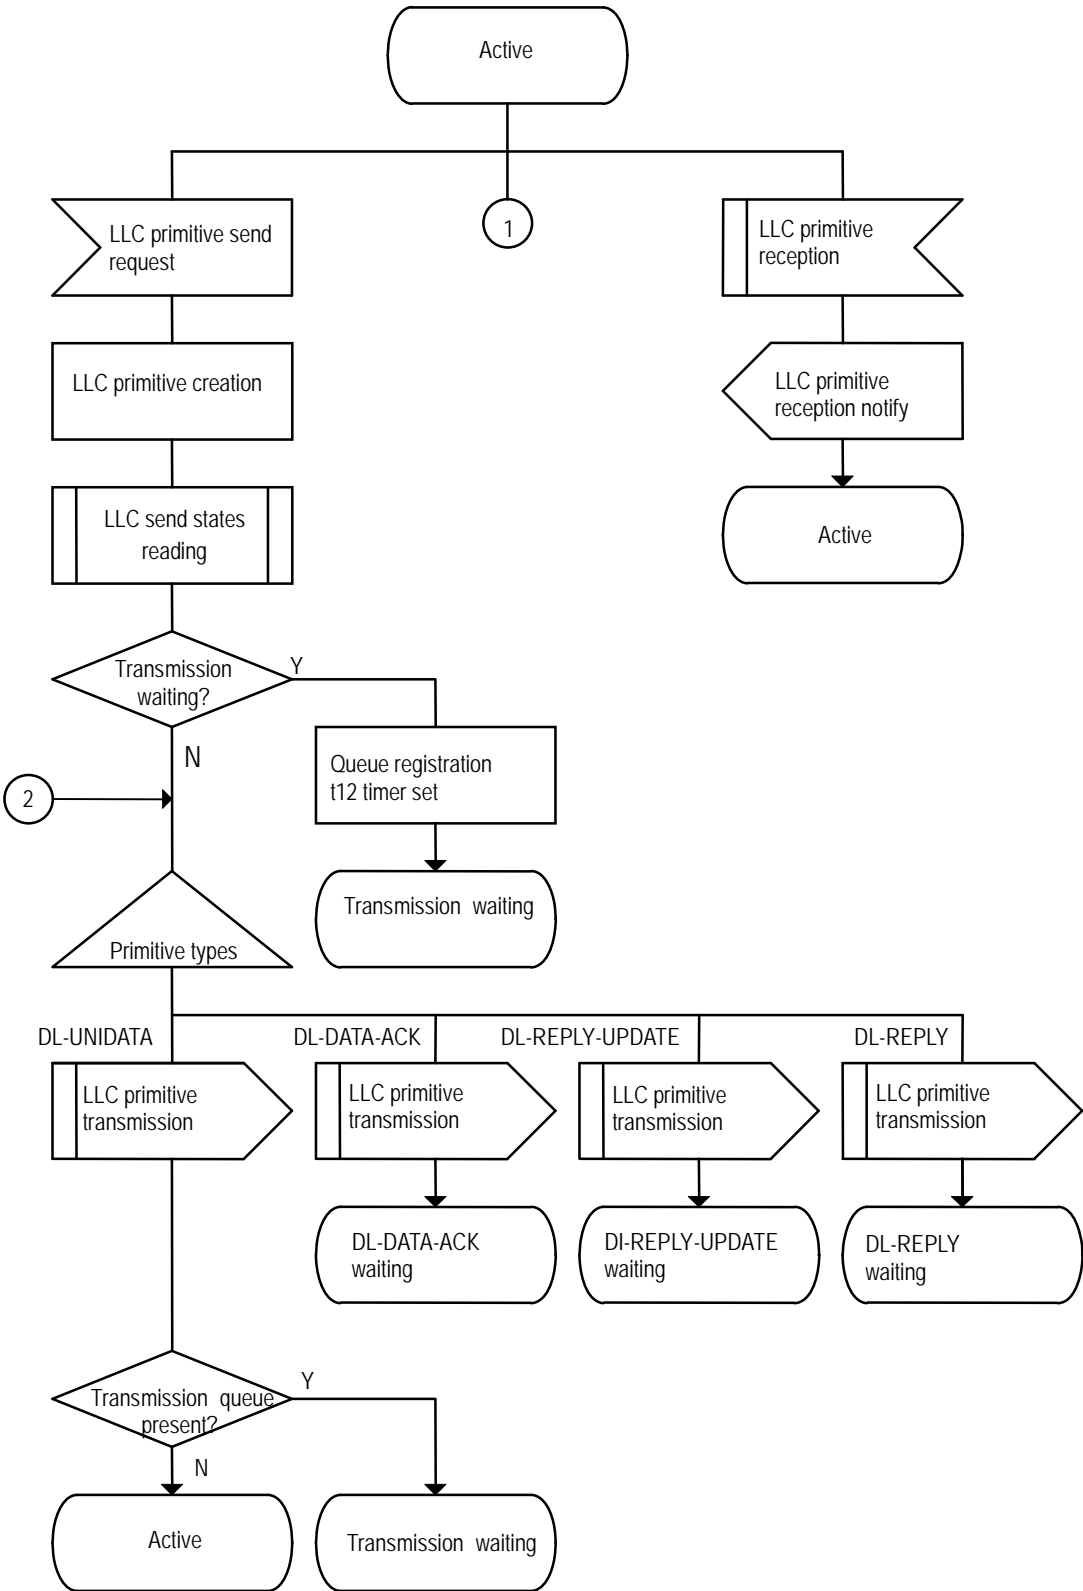 Active
LLC primitive send
request
1
LLC primitive
reception
LLC primitive creation
LLC primitive
reception notify
LLC send states
reading
Active
Transmission
waiting?
Y
N
Queue registration
t12 timer set
2
Transmission waiting
Primitive types
DL-UNIDATA
DL-DATA-ACK
DL-REPLY-UPDATE
DL-REPLY
LLC primitive
transmission
LLC primitive
transmission
LLC primitive
transmission
LLC primitive
transmission
DL-DATA-ACK
waiting
DI-REPLY-UPDATE
waiting
DL-REPLY
waiting
Transmission queue
present?
Y
N
Active
Transmission waiting